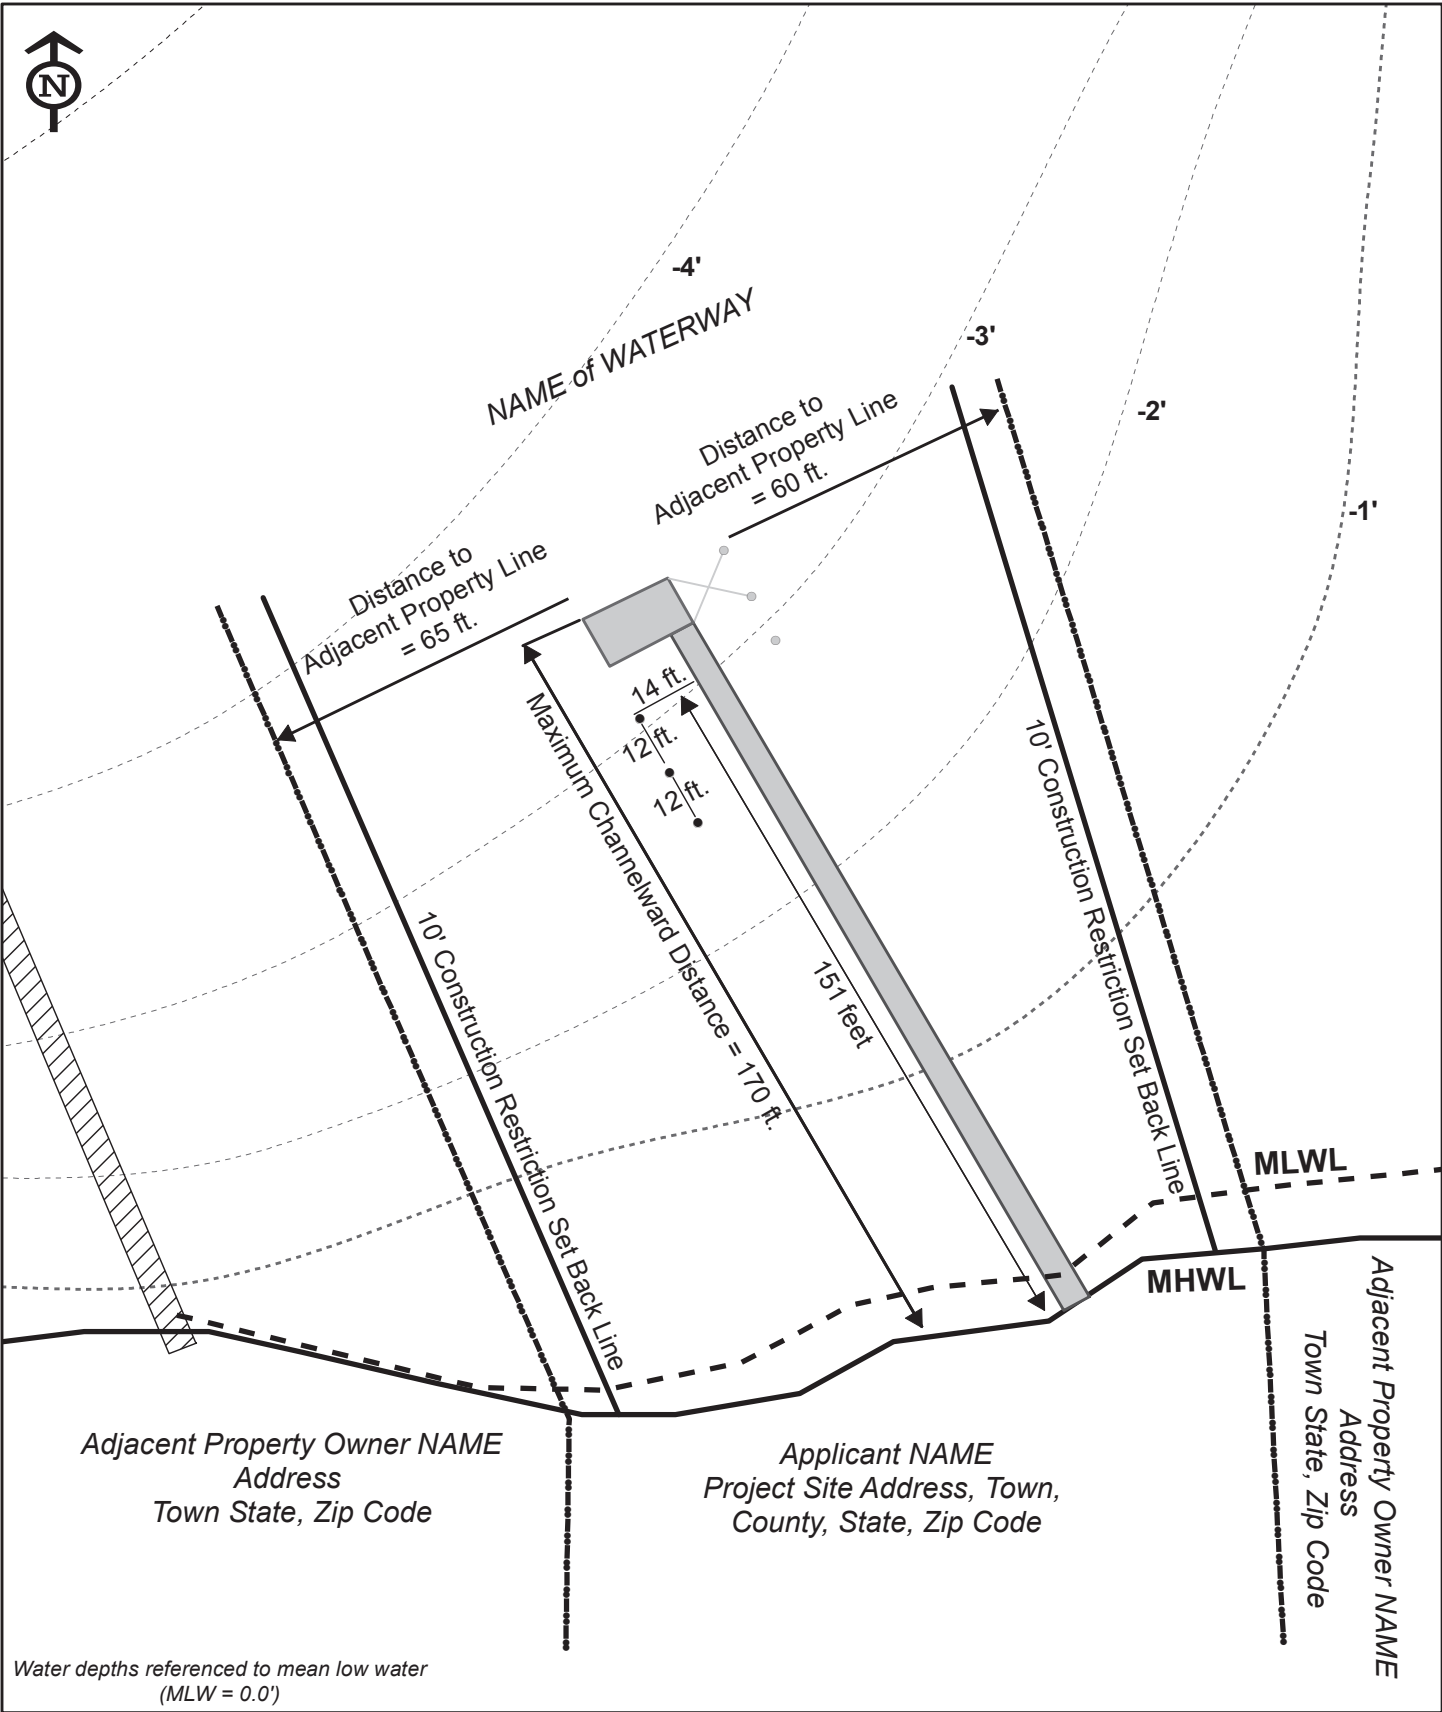 N
-4'
NAME of WATERWAY
-3'
-2'
-1'
Distance to
Adjacent Property Line
= 60 ft.
Distance to
Adjacent Property Line
= 65 ft.
14 ft.
12 ft.
12 ft.
Maximum Channelward Distance = 170 ft.
151 feet
10' Construction Restriction Set Back Line
10' Construction Restriction Set Back Line
MLWL
MHWL
Adjacent Property Owner NAME
Address
Town State, Zip Code
Applicant NAME
Project Site Address, Town,
County, State, Zip Code
Adjacent Property Owner NAME
Address
Town State, Zip Code
Water depths referenced to mean low water
(MLW = 0.0')